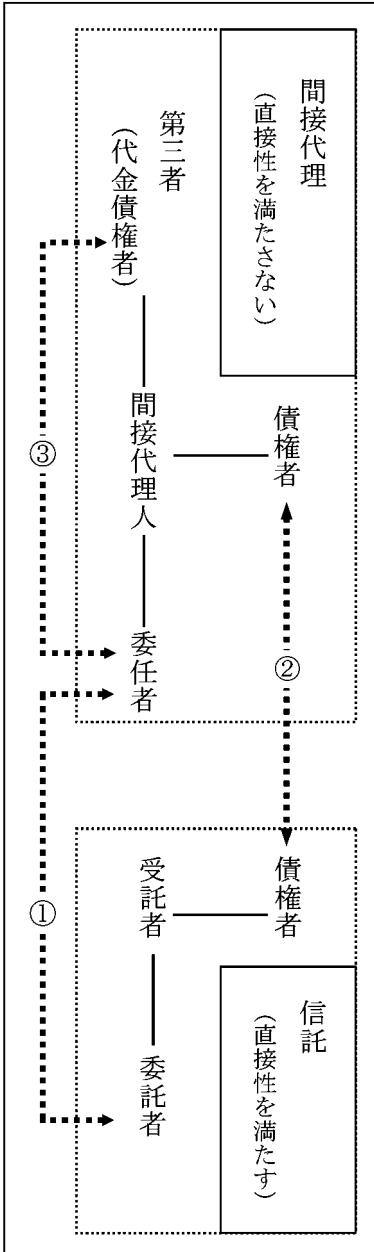 間接代理
（直接性を満たさない）
債権者
第三者
（代金債権者）
間接代理人
委任者
①
②
③
信託
（直接性を満たす）
債権者
受託者
委託者